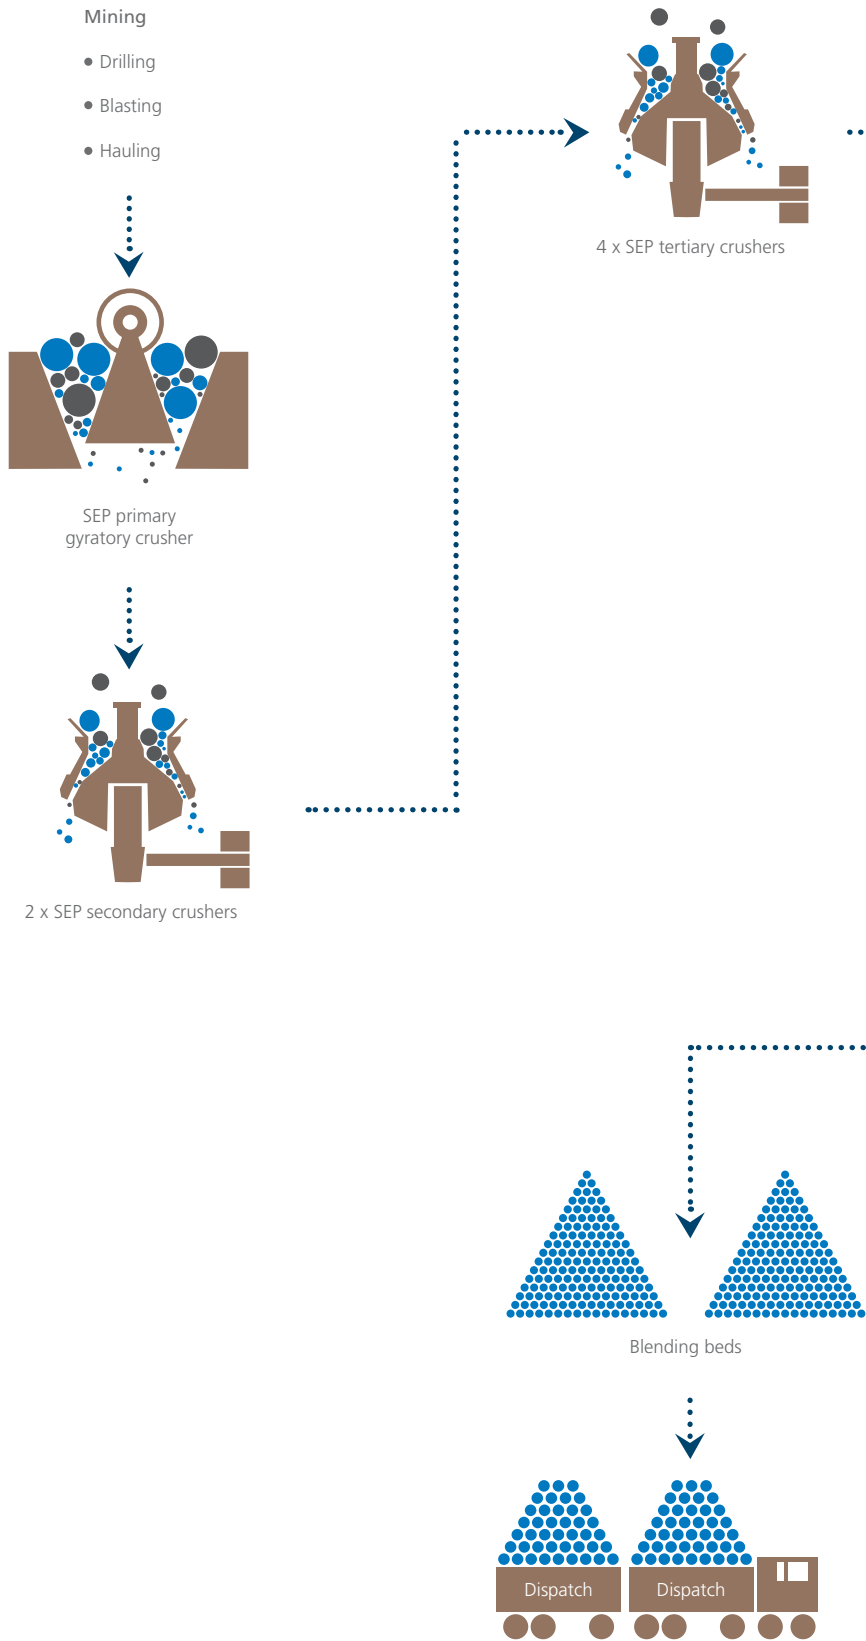 Mining
• Drilling
• Blasting
• Hauling
SEP primary
gyratory crusher
2 x SEP secondary crushers
4 x SEP tertiary crushers
Blending beds
Dispatch
Dispatch